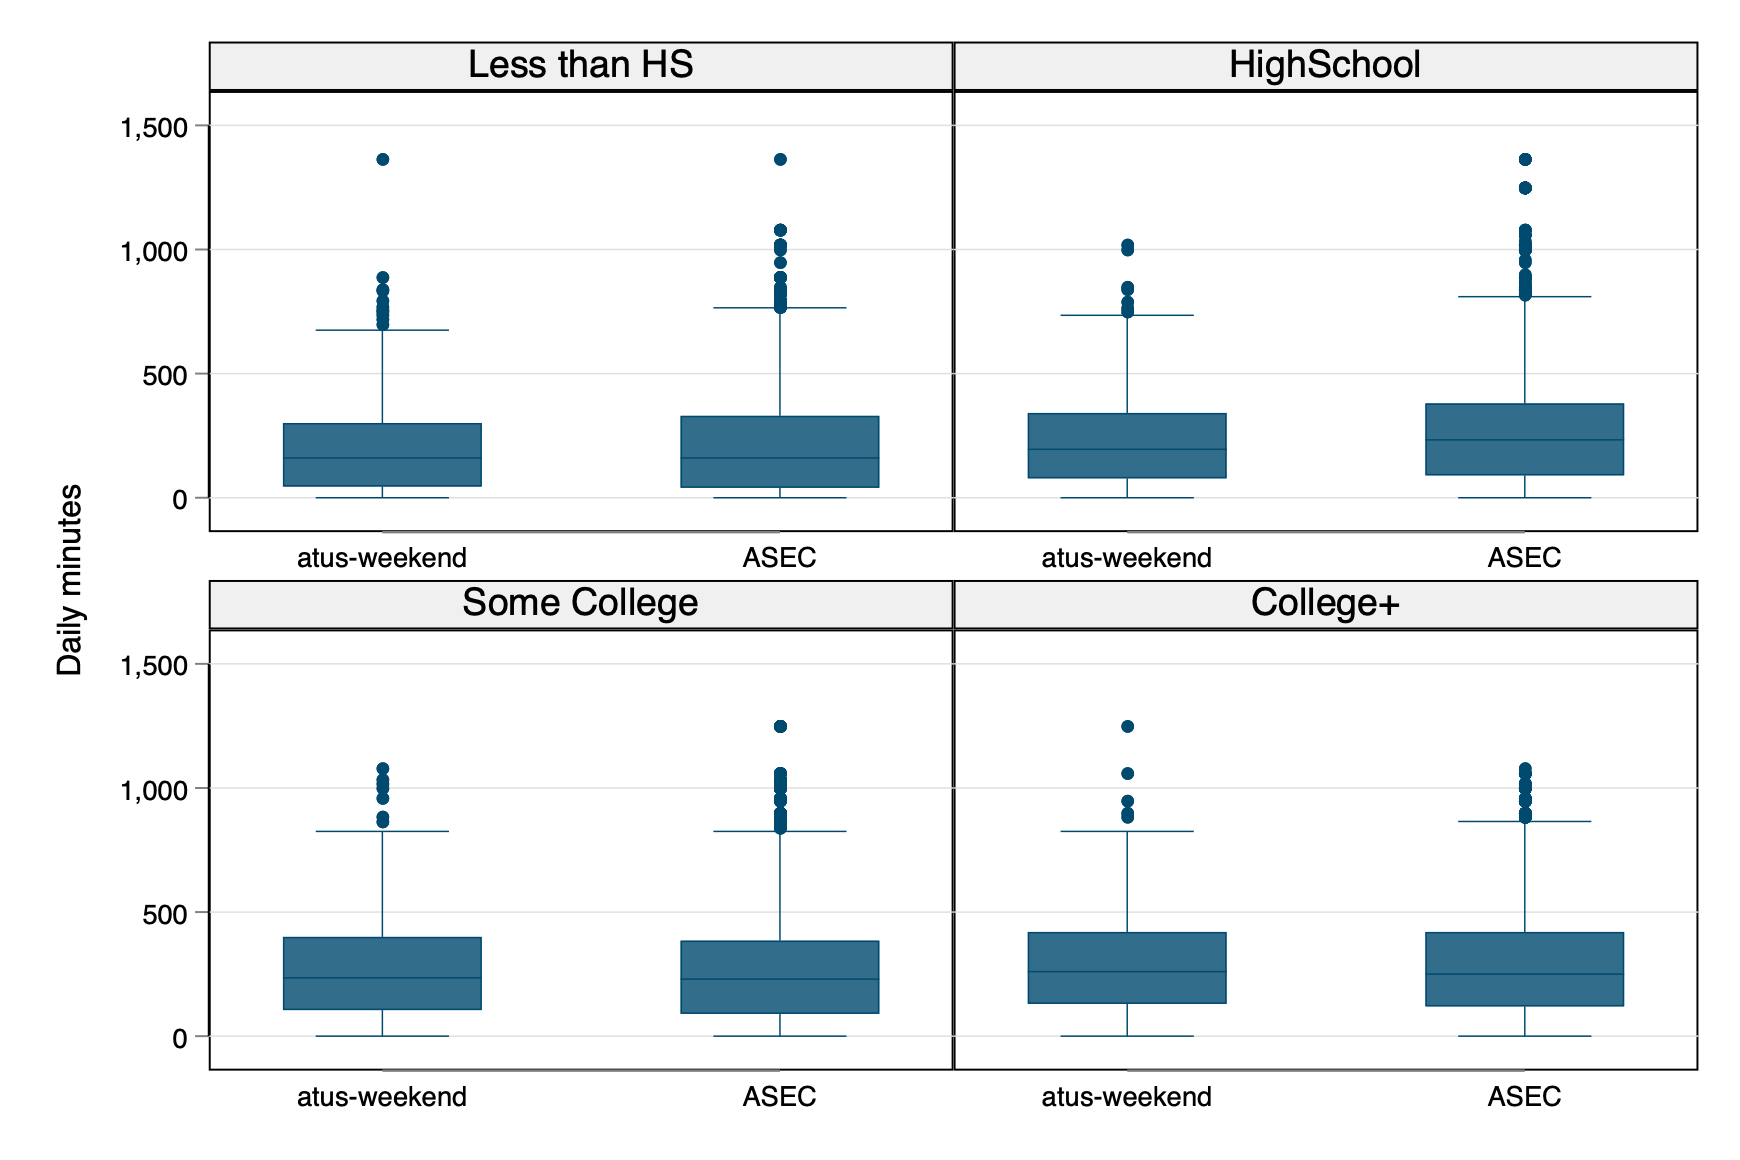 Less than HS
HighSchool
1,500
1,000
500
0
atus-weekend
ASEC
atus-weekend
ASEC
Daily minutes
Some College
College+
1,500
1,000
500
0
atus-weekend
ASEC
atus-weekend
ASEC